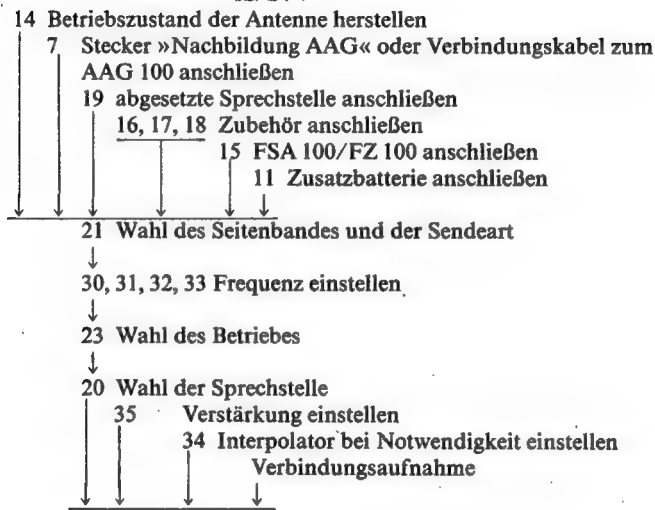 14 Betriebszustand der Antenne herstellen
7 Stecker »Nachbildung AAG« oder Verbindungskabel zum
AAG 100 anschließen
19 abgesetzte Sprechstelle anschließen
16, 17, 18 Zubehör anschließen
15 FSA 100/FZ 100 anschließen
11 Zusatzbatterie anschließen
21 Wahl des Seitenbandes und der Sendeart
30, 31, 32, 33 Frequenz einstellen
23 Wahl des Betriebes
20 Wahl der Sprechstelle
35 Verstärkung einstellen
34 Interpolator bei Notwendigkeit einstellen
Verbindungsaufnahme